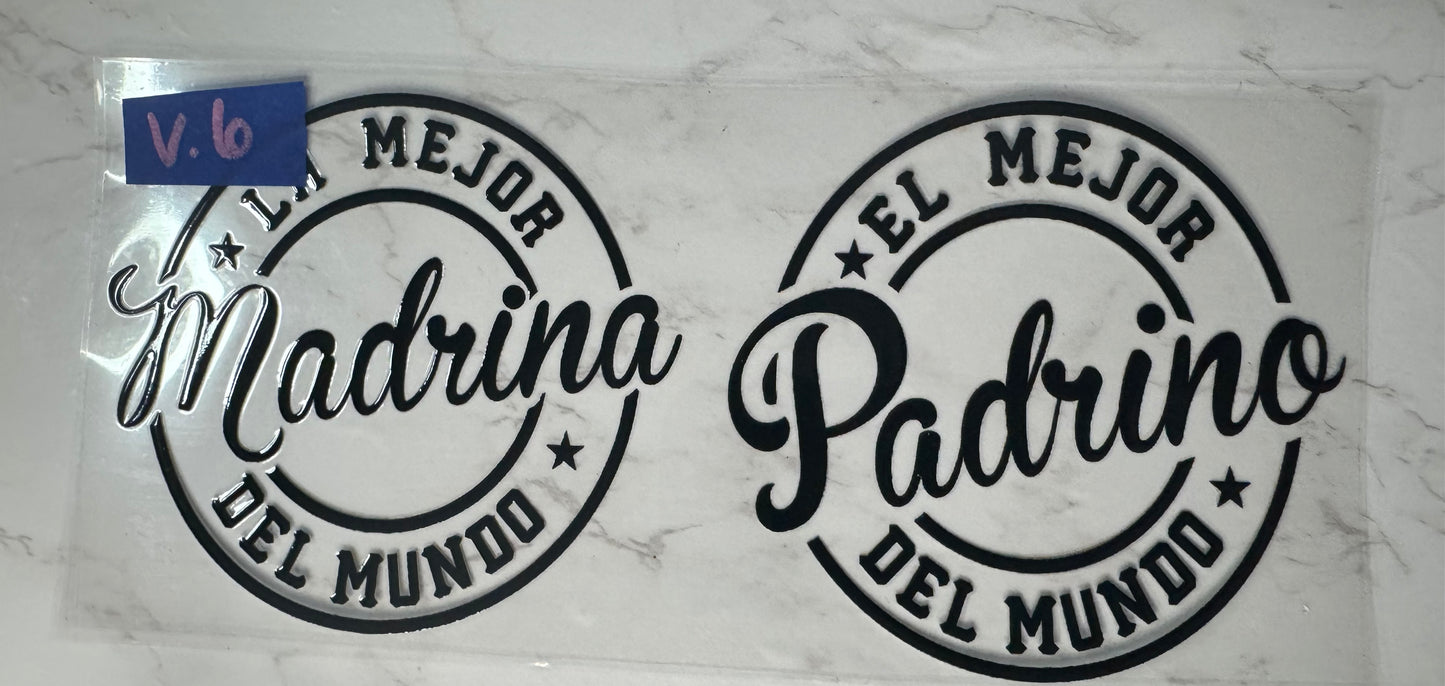 V.6
LA MEJOR
Madrina
DEL MUNDO
EL MEJOR
Padrino
DEL MUNDO